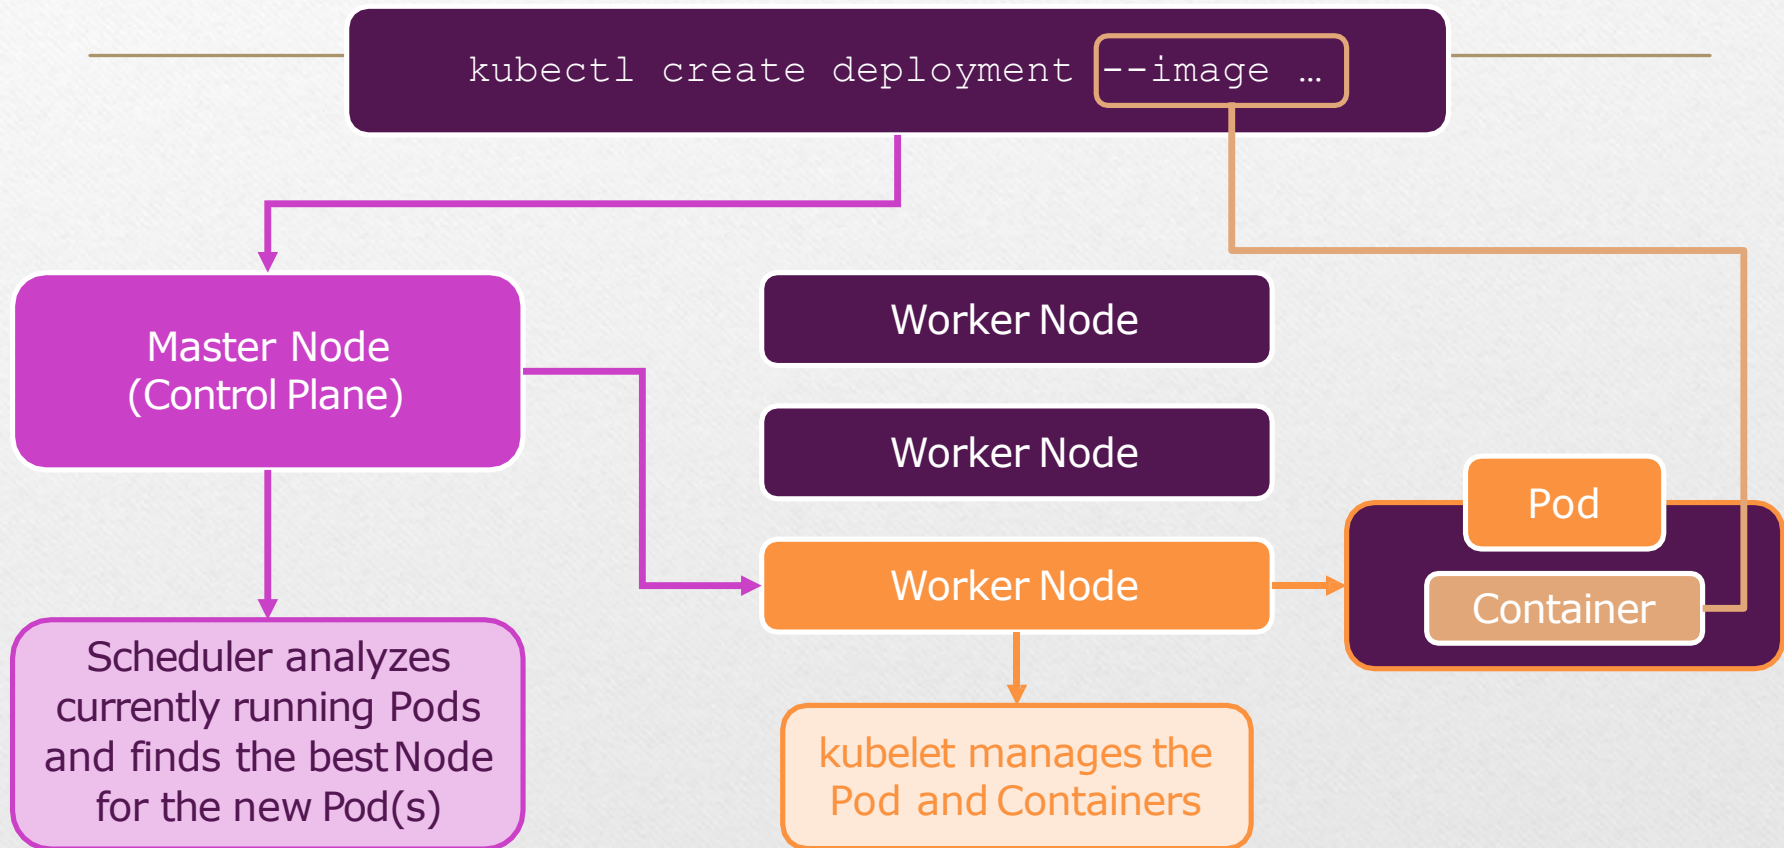 kubectl create deployment --image …
Master Node
(Control Plane)
Worker Node
Worker Node
Worker Node
Pod
Container
Scheduler analyzes
currently running Pods
and finds the best Node
for the new Pod(s)
kubelet manages the
Pod and Containers